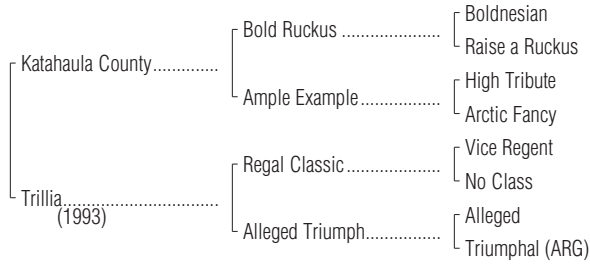 Boldnesian
Bold Ruckus ..................
Raise a Ruckus
Katahaula County..............
High Tribute
Ample Example..................
Arctic Fancy
Vice Regent
Regal Classic ..................
No Class
Trillia..................................
(1993)
Alleged
Alleged Triumph................
Triumphal (ARG)